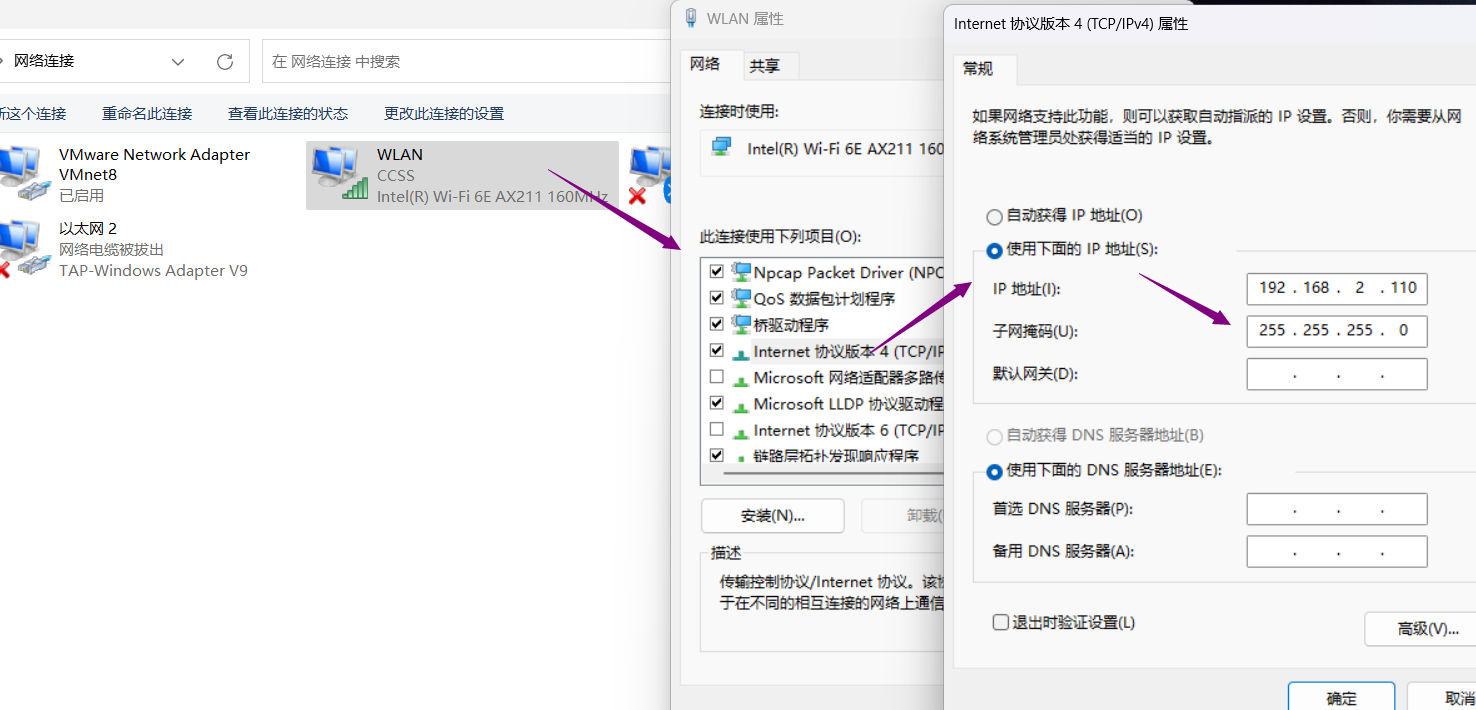 网络连接
在 网络连接 中搜索
这个连接
重命名此连接
查看此连接的状态
更改此连接的设置
VMware Network Adapter
VMnet8
已启用
以太网 2
网络电缆被拔出
TAP-Windows Adapter V9
WLAN
CCSS
Intel(R) Wi-Fi 6E AX211 160MHz
WLAN 属性
网络
共享
连接时使用:
Intel(R) Wi-Fi 6E AX211 160
此连接使用下列项目(O):
Npcap Packet Driver (NPC
QoS 数据包计划程序
桥驱动程序
Internet 协议版本 4 (TCP/IP
Microsoft 网络适配器多路传
Microsoft LLDP 协议驱动程
Internet 协议版本 6 (TCP/IP
链路层拓扑发现响应程序
安装(N)...
卸载(
描述
传输控制协议/Internet 协议。该协
于在不同的相互连接的网络上通信
Internet 协议版本 4 (TCP/IPv4) 属性
常规
如果网络支持此功能，则可以获取自动指派的 IP 设置。否则，你需要从网
络系统管理员处获得适当的 IP 设置。
自动获得 IP 地址(O)
使用下面的 IP 地址(S):
IP 地址(I):
192 . 168 . 2 . 110
子网掩码(U):
255 . 255 . 255 . 0
默认网关(D):
. . .
自动获得 DNS 服务器地址(B)
使用下面的 DNS 服务器地址(E):
首选 DNS 服务器(P):
. . .
备用 DNS 服务器(A):
. . .
退出时验证设置(L)
高级(V)...
确定
取消